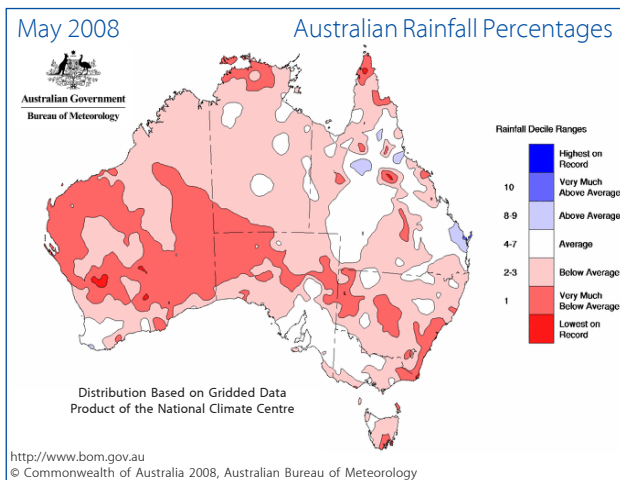 May 2008
Australian Rainfall Percentages
Australian Government
Bureau of Meteorology
Rainfall Decile Ranges
Highest on
Record
10
Very Much
Above Average
8-9
Above Average
4-7
Average
2-3
Below Average
1
Very Much
Below Average
Lowest on
Record
Distribution Based on Gridded Data
Product of the National Climate Centre
http://www.bom.gov.au
© Commonwealth of Australia 2008, Australian Bureau of Meteorology